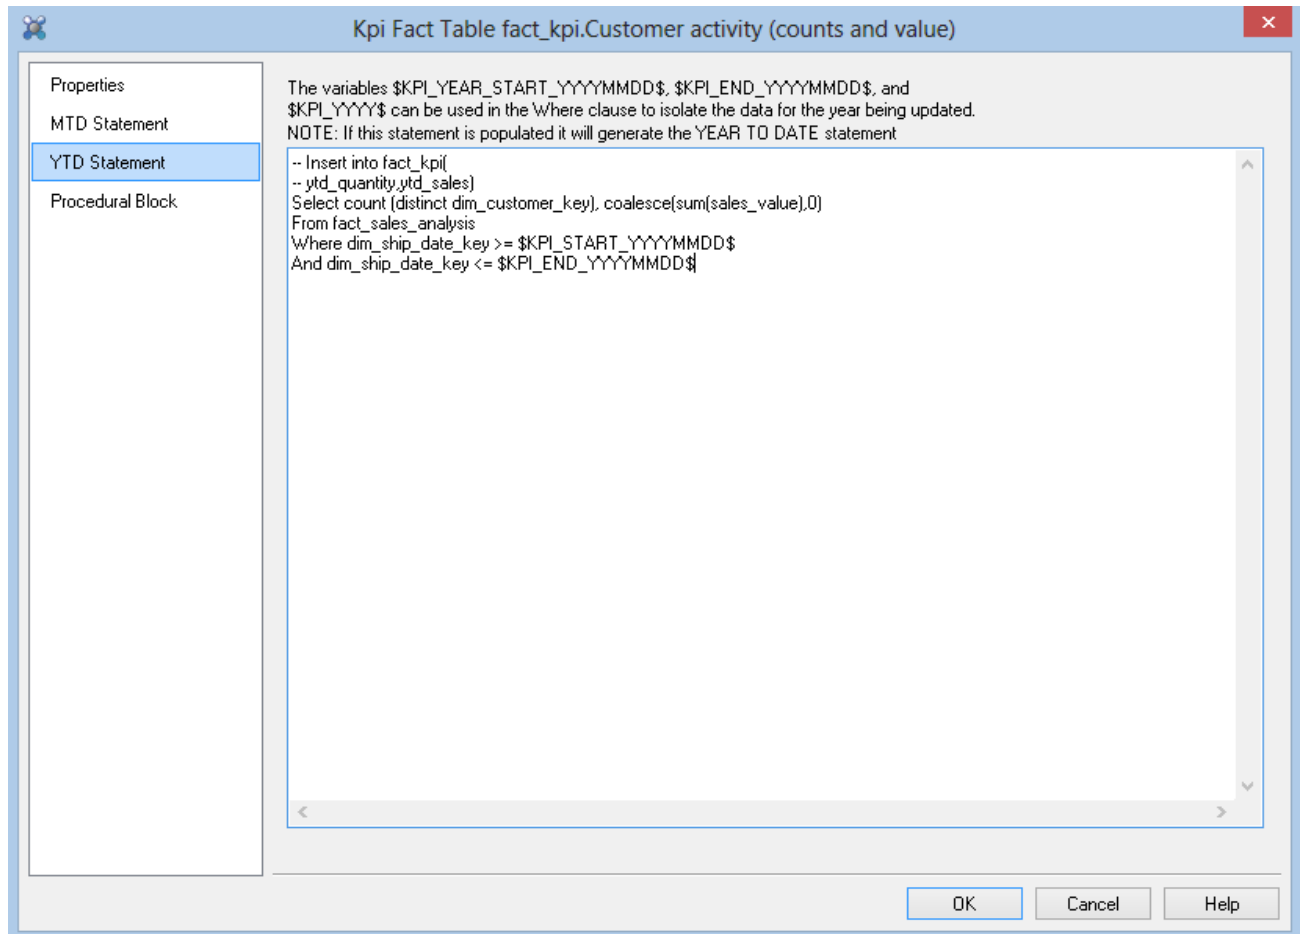 Kpi Fact Table fact_kpi.Customer activity (counts and value)
Properties
MTD Statement
YTD Statement
Procedural Block
The variables $KPI_YEAR_START_YYYYMMDD$, $KPI_END_YYYYMMDD$, and
$KPI_YYYY$ can be used in the Where clause to isolate the data for the year being updated.
NOTE: If this statement is populated it will generate the YEAR TO DATE statement
-- Insert into fact_kpi(
-- ytd_quantity,ytd_sales)
Select count (distinct dim_customer_key), coalesce(sum(sales_value),0)
From fact_sales_analysis
Where dim_ship_date_key >= $KPI_START_YYYYMMDD$
And dim_ship_date_key <= $KPI_END_YYYYMMDD$
OK
Cancel
Help